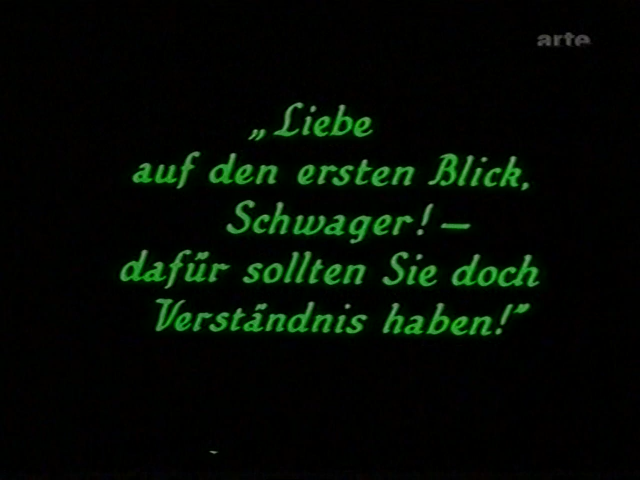 arte
„Liebe
auf den ersten Blick,
Schwager! —
dafür sollten Sie doch
Verständnis haben!”